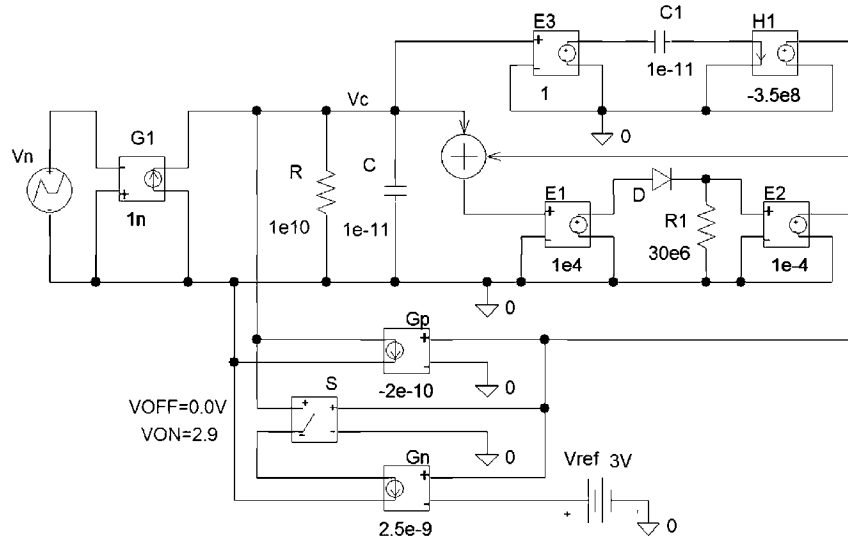 E3
C1
H1
1e-11
1
-3.5e8
0
Vc
G1
Vn
R
C
1n
1e10
1e-11
+
-
E1
D
E2
R1
1e4
30e6
1e-4
0
Gp
-2e-10
0
S
VOFF=0.0V
VON=2.9
0
Gn
2.5e-9
Vref 3V
+
-
0